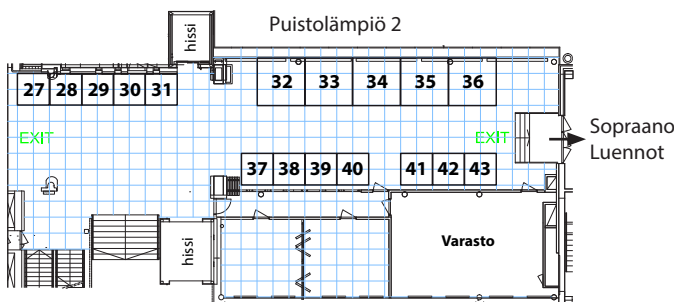 Puistolämpiö 2
hissi
27 28 29 30 31
32 33 34 35 36
EXIT
EXIT
Sopraano
Luennot
37 38 39 40
41 42 43
hissi
Varasto